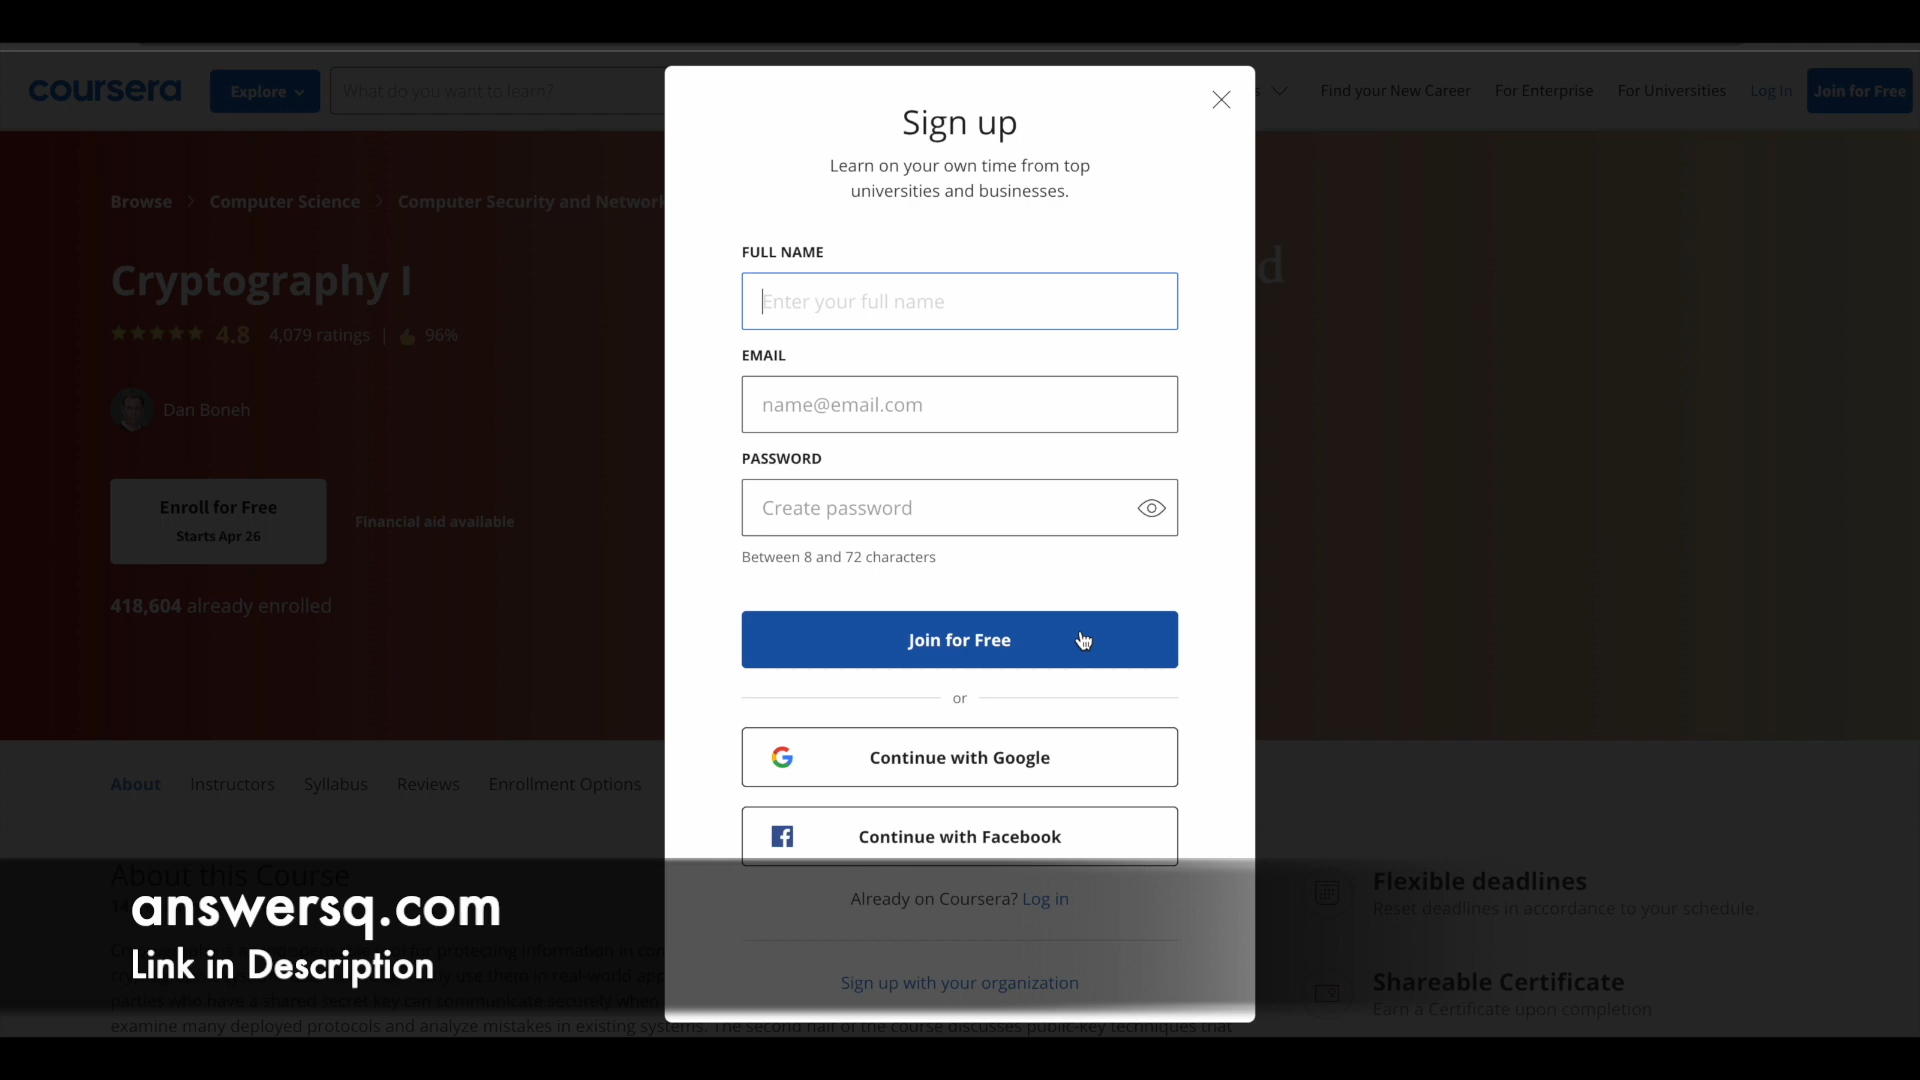 coursera
Explore
What do you want to learn?
Find your New Career
For Enterprise
For Universities
Log In
Join for Free
Browse > Computer Science > Computer Security and Network
Cryptography I
4.8 4,079 ratings | 96%
Dan Boneh
Enroll for Free
Starts Apr 26
Financial aid available
418,604 already enrolled
Sign up
Learn on your own time from top
universities and businesses.
FULL NAME
Enter your full name
EMAIL
name@email.com
PASSWORD
Create password
Between 8 and 72 characters
Join for Free
or
Continue with Google
Continue with Facebook
Already on Coursera? Log in
Sign up with your organization
About
Instructors
Syllabus
Reviews
Enrollment Options
About this Course
answersq.com
Link in Description
parties who have a shared secret key can communicate securely when
examine many deployed protocols and analyze mistakes in existing systems. The second half of the course discusses public-key techniques that
Flexible deadlines
Reset deadlines in accordance to your schedule.
Shareable Certificate
Earn a Certificate upon completion